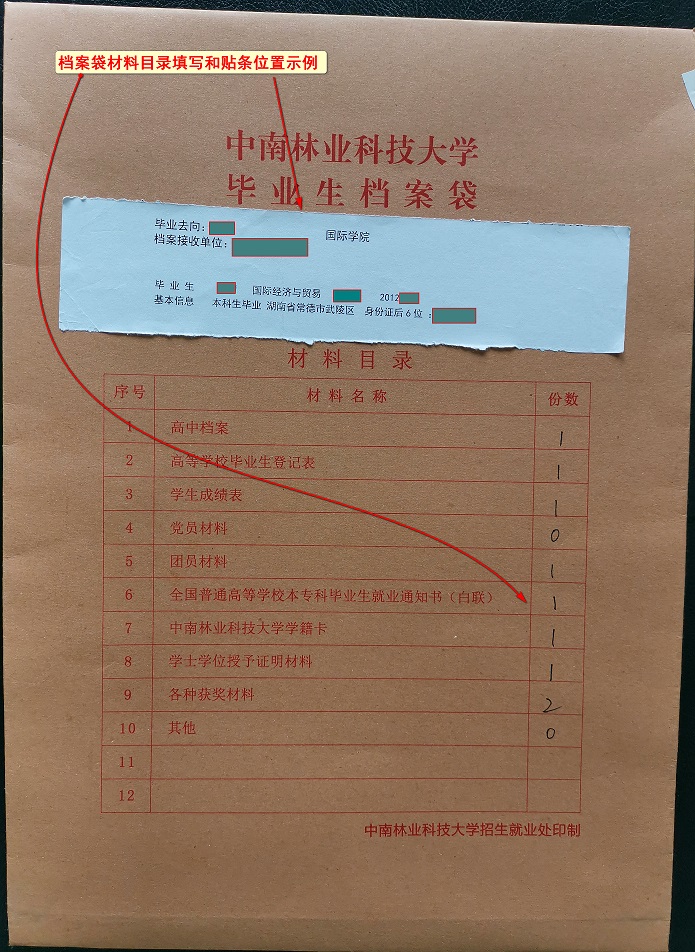 档案袋材料目录填写和贴条位置示例
中南林业科技大学
毕业生档案袋
毕业去向：
国际学院
档案接收单位：
毕业生 国际经济与贸易 2012
基本信息 本科生毕业 湖南省常德市武陵区 身份证后6位：
材料目录
序号 材料名称 份数
1 高中档案 1
2 高等学校毕业生登记表 1
3 学生成绩表 1
4 党员材料 0
5 团员材料 1
6 全国普通高等学校本专科毕业生就业通知书（白联） 1
7 中南林业科技大学学籍卡 1
8 学士学位授予证明材料 1
9 各种获奖材料 2
10 其他 0
11
12
中南林业科技大学招生就业处印制